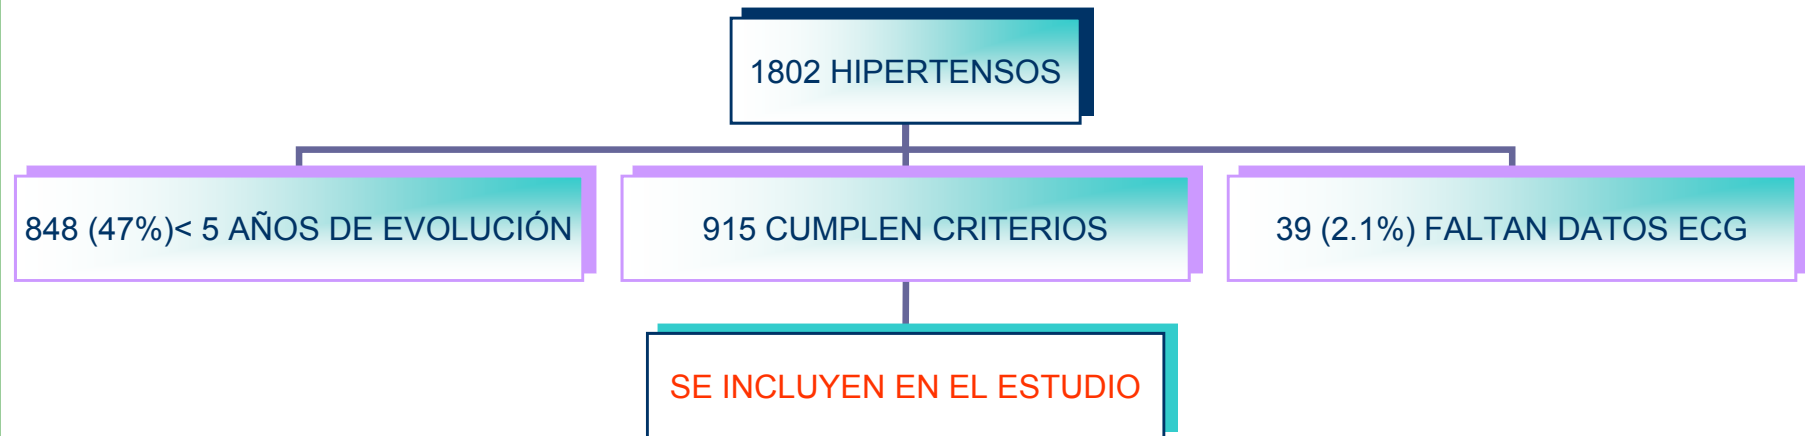 1802 HIPERTENSOS
848 (47%)< 5 AÑOS DE EVOLUCIÓN
915 CUMPLEN CRITERIOS
39 (2.1%) FALTAN DATOS ECG
SE INCLUYEN EN EL ESTUDIO